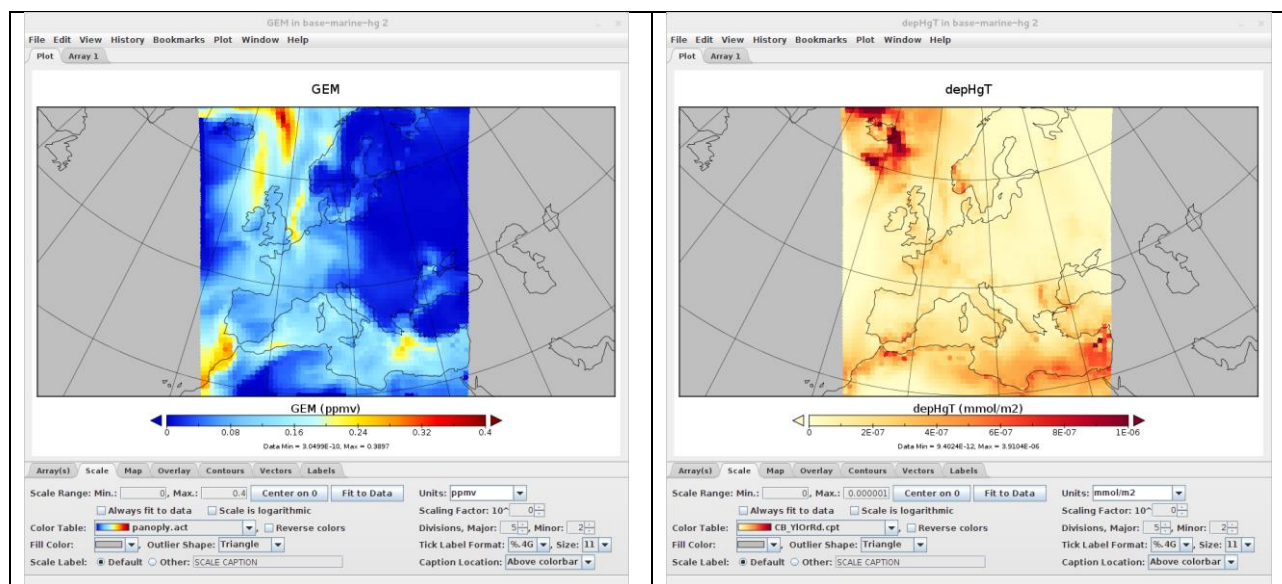 GEM in base-marine-hg 2
File Edit View History Bookmarks Plot Window Help
Plot Array 1
GEM
GEM (ppmv)
0 0.08 0.16 0.24 0.32 0.4
Data Min = 3.0499E-10, Max = 0.9897
Array(s) Scale Map Overlay Contours Vectors Labels
Scale Range: Min.: 0, Max.: 0.4 Center on 0 Fit to Data Units: ppmv
Always fit to data Scale is logarithmic Scaling Factor: 10^ 0
Color Table: panoply.act , Reverse colors Divisions, Major: 5, Minor: 2
Fill Color: , Outlier Shape: Triangle Tick Label Format: %.4G , Size: 11
Scale Label: Default Other: SCALE CAPTION Caption Location: Above colorbar
depHgT in base-marine-hg 2
File Edit View History Bookmarks Plot Window Help
Plot Array 1
depHgT
depHgT (mmol/m2)
0 2E-07 4E-07 6E-07 8E-07 1E-06
Data Min = 9.4024E-12, Max = 3.9104E-06
Array(s) Scale Map Overlay Contours Vectors Labels
Scale Range: Min.: 0, Max.: 0.000001 Center on 0 Fit to Data Units: mmol/m2
Always fit to data Scale is logarithmic Scaling Factor: 10^ 0
Color Table: CB_YlOrRd.cpt , Reverse colors Divisions, Major: 5, Minor: 2
Fill Color: , Outlier Shape: Triangle Tick Label Format: %.4G , Size: 11
Scale Label: Default Other: SCALE CAPTION Caption Location: Above colorbar